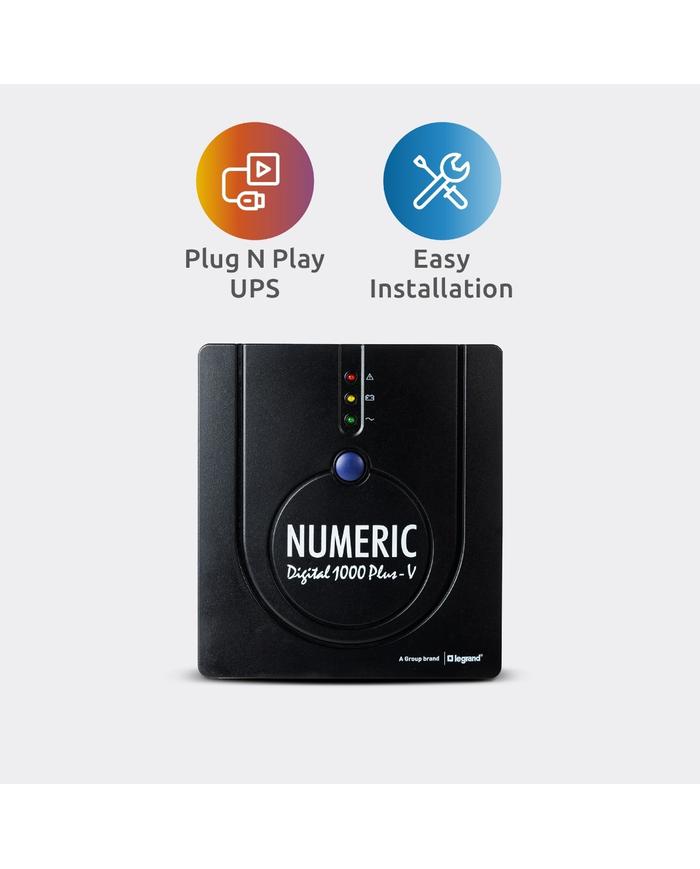 Plug N Play
UPS
Easy
Installation
NUMERIC
Digital 1000 Plus-V
A Group brand | legrand®